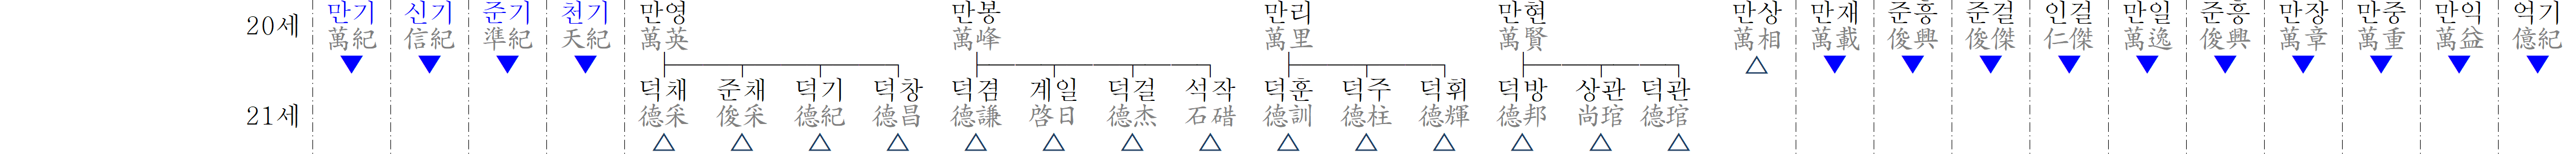 20세 만기 신기 준기 천기 만영 만봉 만리 만현 만상 만재 준흥 준걸 인걸 만일 준흥 만장 만중 만익 억기
萬紀 信紀 準紀 天紀 萬英 萬峰 萬里 萬賢 萬相 萬載 俊興 俊傑 仁傑 萬逸 俊興 萬章 萬重 萬益 億紀
21세 덕채 준채 덕기 덕창 덕겸 계일 덕걸 석작 덕훈 덕주 덕휘 덕방 상관 덕관
德采 俊采 德紀 德昌 德謙 啓日 德杰 石碏 德訓 德柱 德輝 德邦 尚琯 德琯